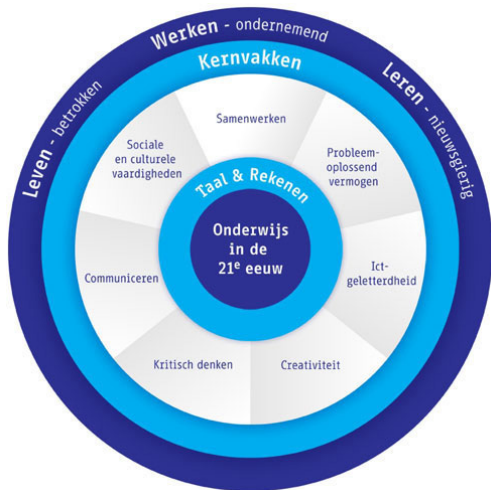 Werken - ondernemend
Leren - nieuwsgierig
Leven - betrokken
Kernvakken
Samenwerken
Probleem-
oplossend
vermogen
Ict-
geletterdheid
Creativiteit
Kritisch denken
Communiceren
Sociale
en culturele
vaardigheden
Taal & Rekenen
Onderwijs
in de
21e eeuw